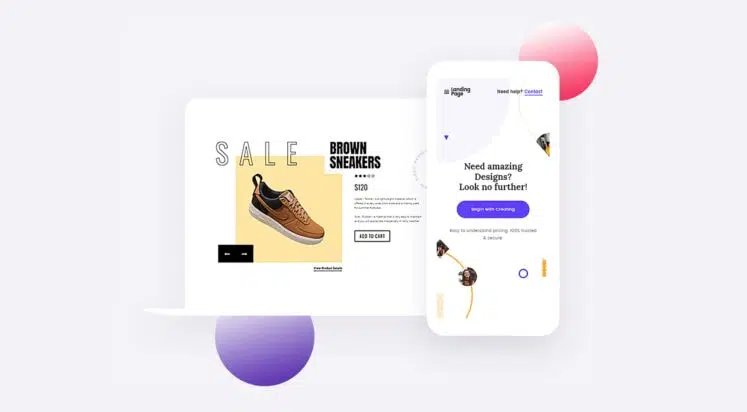 SALE
BROWN
SNEAKERS
$120
ADD TO CART
View Product Details
Landing
Page
Need help? Contact
Need amazing
Designs?
Look no further!
Begin with Creating
Easy to understand pricing. 100% trusted
& secure